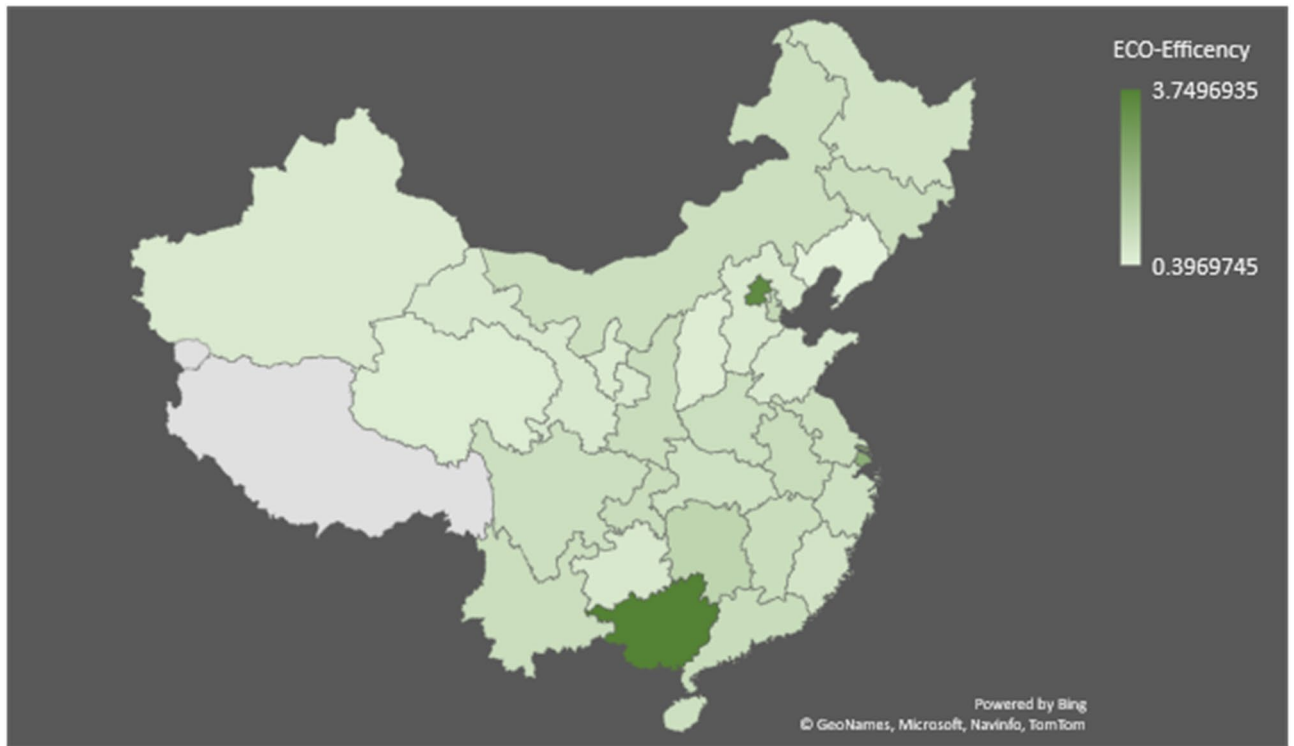 ECO-Efficency
3.7496935
0.3969745
Powered by Bing
© GeoNames, Microsoft, Navinfo, TomTom